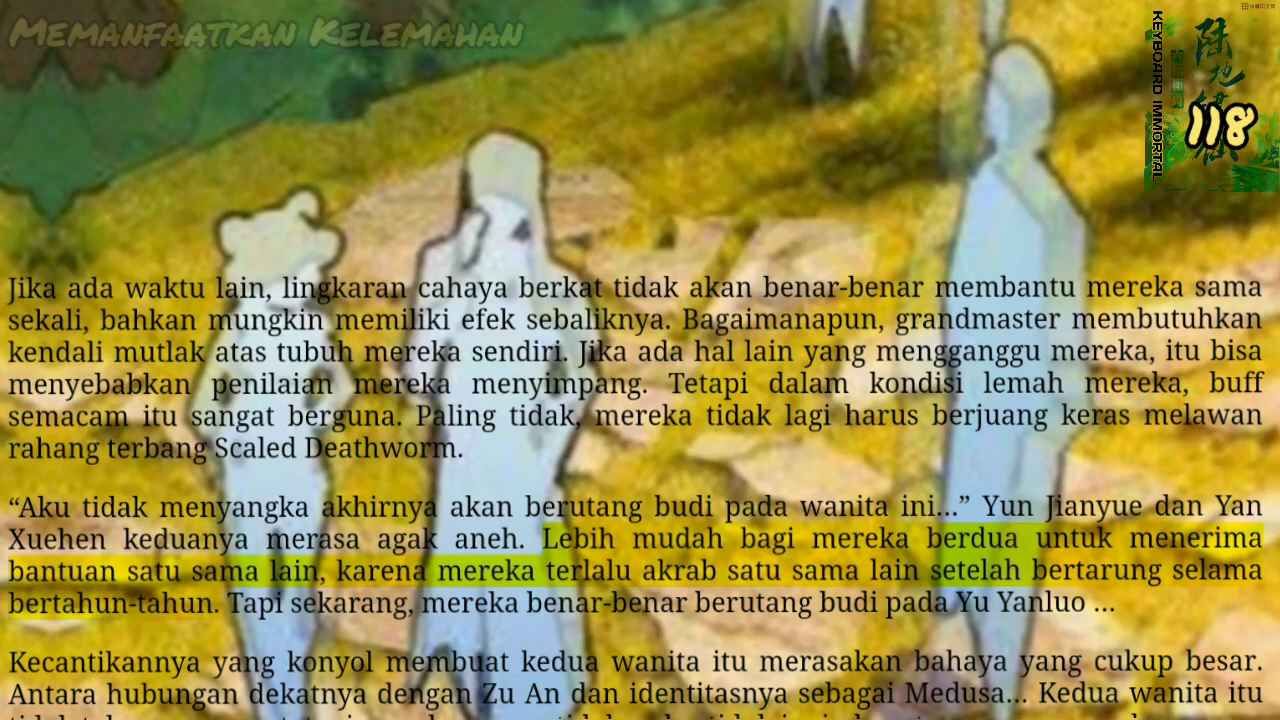 Memanfaatkan Kelemahan
KEYBOARD IMMORTAL
118
Jika ada waktu lain, lingkaran cahaya berkat tidak akan benar-benar membantu mereka sama
sekali, bahkan mungkin memiliki efek sebaliknya. Bagaimanapun, grandmaster membutuhkan
kendali mutlak atas tubuh mereka sendiri. Jika ada hal lain yang mengganggu mereka, itu bisa
menyebabkan penilaian mereka menyimpang. Tetapi dalam kondisi lemah mereka, buff
semacam itu sangat berguna. Paling tidak, mereka tidak lagi harus berjuang keras melawan
rahang terbang Scaled Deathworm.
“Aku tidak menyangka akhirnya akan berutang budi pada wanita ini...” Yun Jianyue dan Yan
Xuehen keduanya merasa agak aneh. Lebih mudah bagi mereka berdua untuk menerima
bantuan satu sama lain, karena mereka terlalu akrab satu sama lain setelah bertarung selama
bertahun-tahun. Tapi sekarang, mereka benar-benar berutang budi pada Yu Yanluo ...
Kecantikannya yang konyol membuat kedua wanita itu merasakan bahaya yang cukup besar.
Antara hubungan dekatnya dengan Zu An dan identitasnya sebagai Medusa... Kedua wanita itu